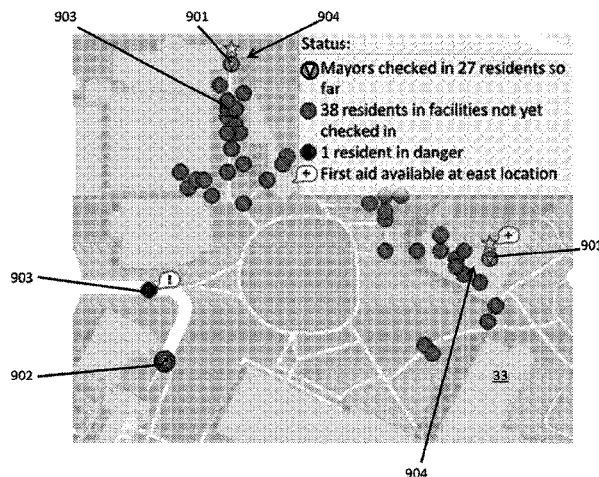 901
903
904
Status:
Mayors checked in 27 residents so
far
38 residents in facilities not yet
checked in
1 resident in danger
First aid available at east location
901
903
902
33
904